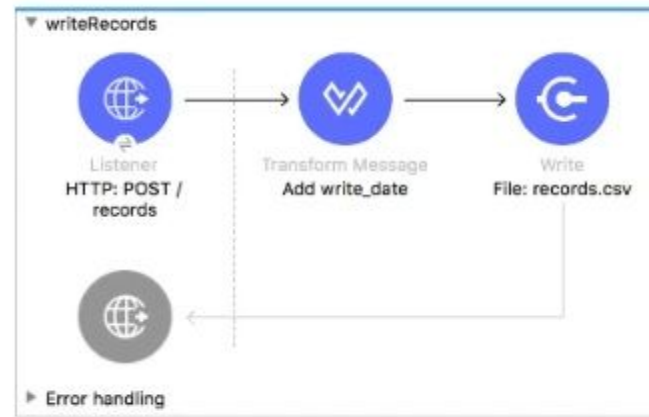 writeRecords
Listener
HTTP: POST /
records
Transform Message
Add write_date
Write
File: records.csv
Error handling